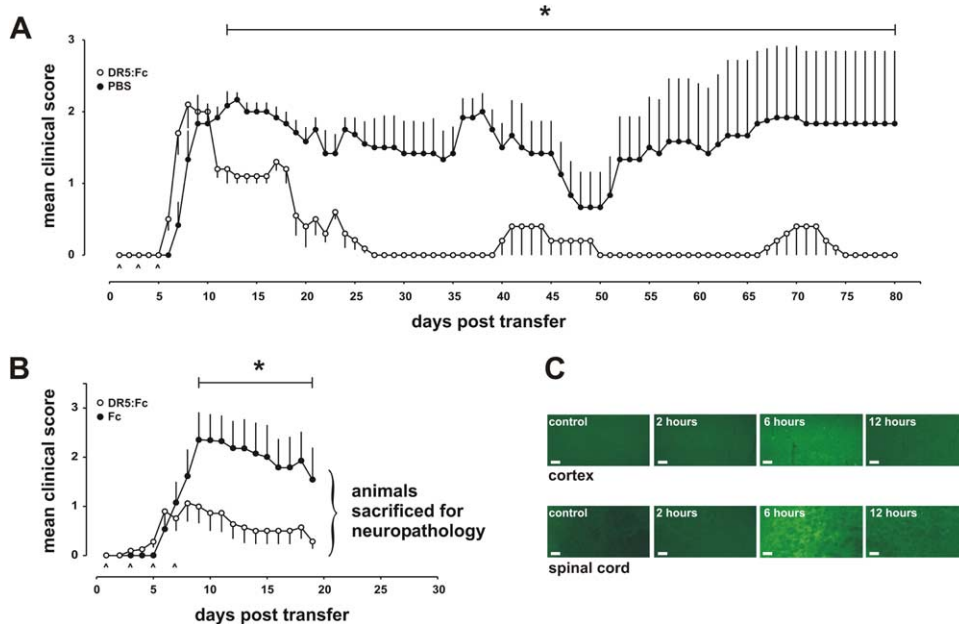 A
*
3
2
1
0
mean clinical score
DR5:Fc
PBS
^ ^ ^
0 5 10 15 20 25 30 35 40 45 50 55 60 65 70 75 80
days post transfer
B
*
3
2
1
0
mean clinical score
DR5:Fc
Fc
animals
sacrificed for
neuropathology
^ ^ ^ ^
0 5 10 15 20 30
days post transfer
C
control 2 hours 6 hours 12 hours
cortex
control 2 hours 6 hours 12 hours
spinal cord